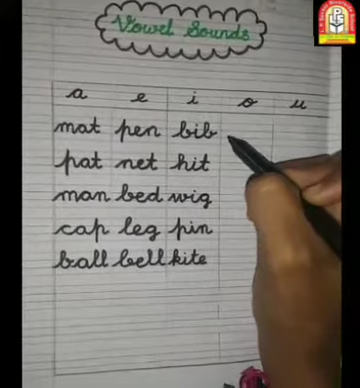 Vowel Sounds
a e i o u
mat pen bib
pat net hit
man bed wig
cap leg pin
ball bell kite